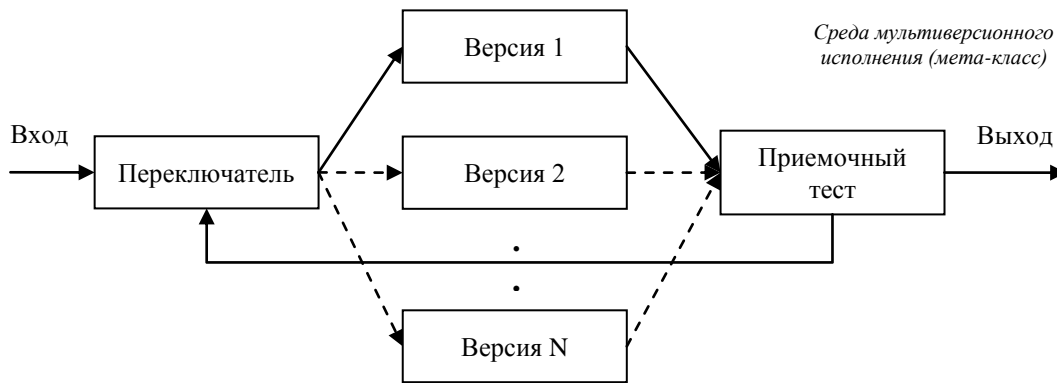 Версия 1
Среда мультиверсионного
исполнения (мета-класс)
Вход
Переключатель
Версия 2
Приемочный
тест
Выход
Версия N